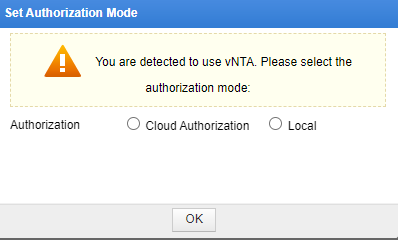 Set Authorization Mode
You are detected to use vNTA. Please select the
authorization mode:
Authorization Cloud Authorization Local
OK